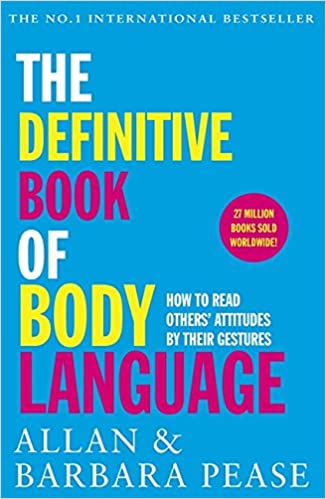 THE NO.1 INTERNATIONAL BESTSELLER
THE
DEFINITIVE
BOOK
OF
BODY
LANGUAGE
27 MILLION
BOOKS SOLD
WORLDWIDE!
HOW TO READ
OTHERS' ATTITUDES
BY THEIR GESTURES
ALLAN &
BARBARA PEASE